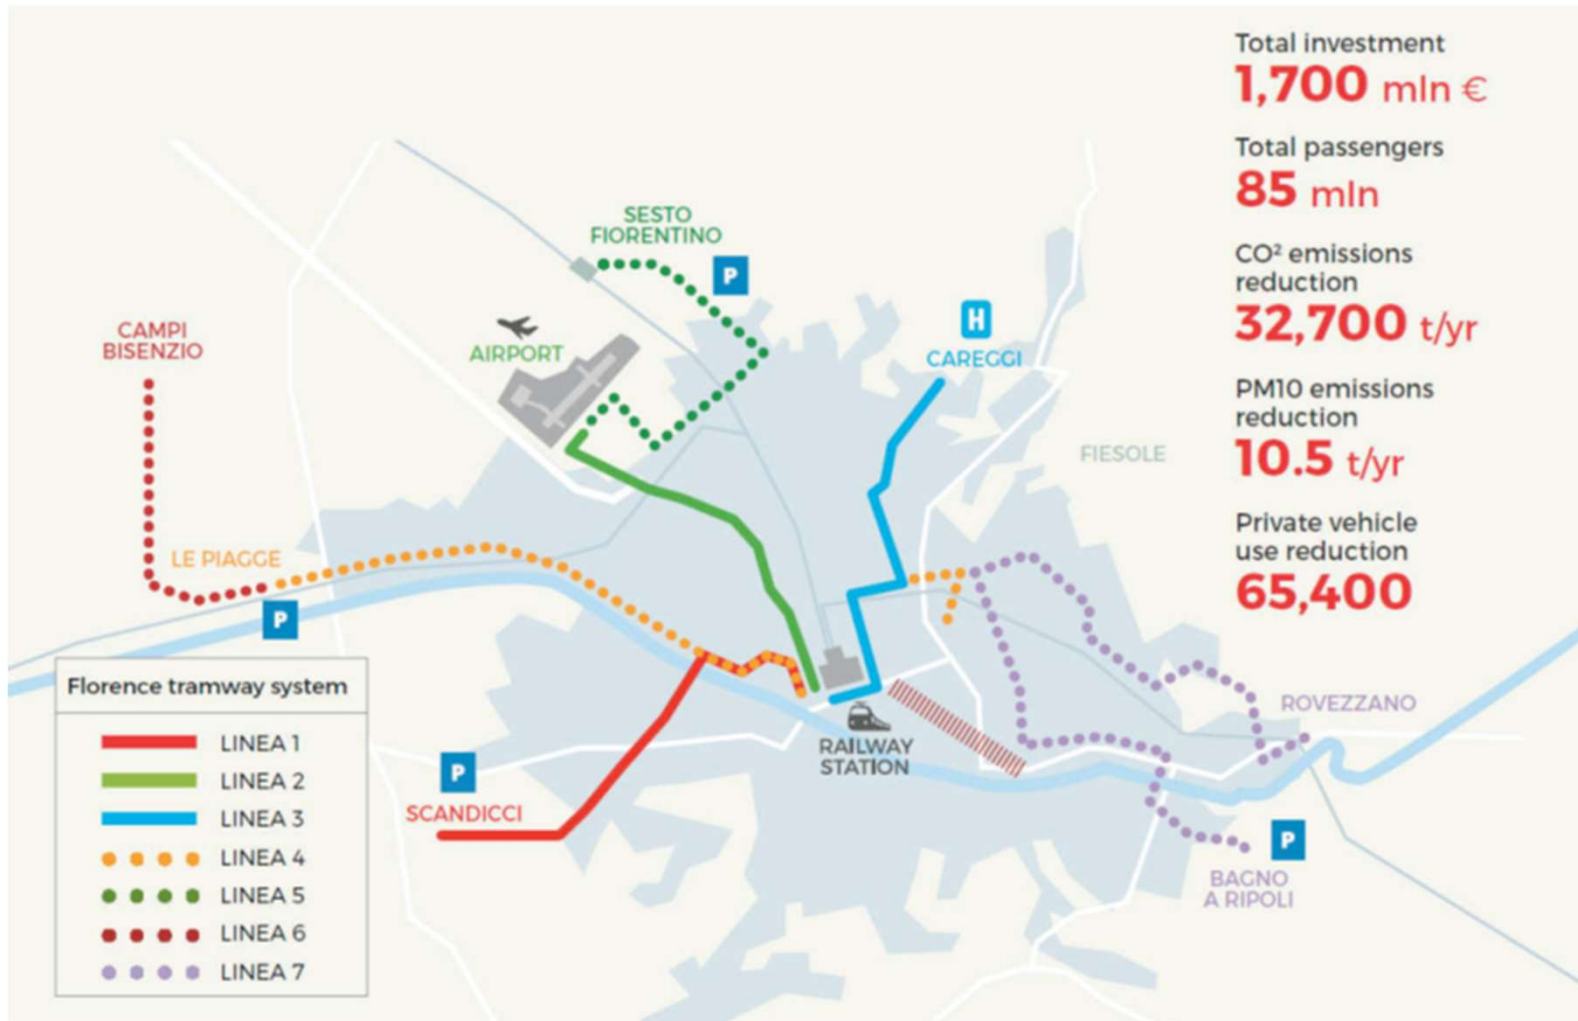 Total investment
1,700 mln €
Total passengers
85 mln
CO² emissions
reduction
32,700 t/yr
PM10 emissions
reduction
10.5 t/yr
Private vehicle
use reduction
65,400
SESTO
FIORENTINO
P
H
CAREGGI
CAMPI
BISENZIO
AIRPORT
FIESOLE
LE PIAGGE
P
ROVEZZANO
RAILWAY
STATION
P
SCANDICCI
P
BAGNO
A RIPOLI
Florence tramway system
LINEA 1
LINEA 2
LINEA 3
LINEA 4
LINEA 5
LINEA 6
LINEA 7